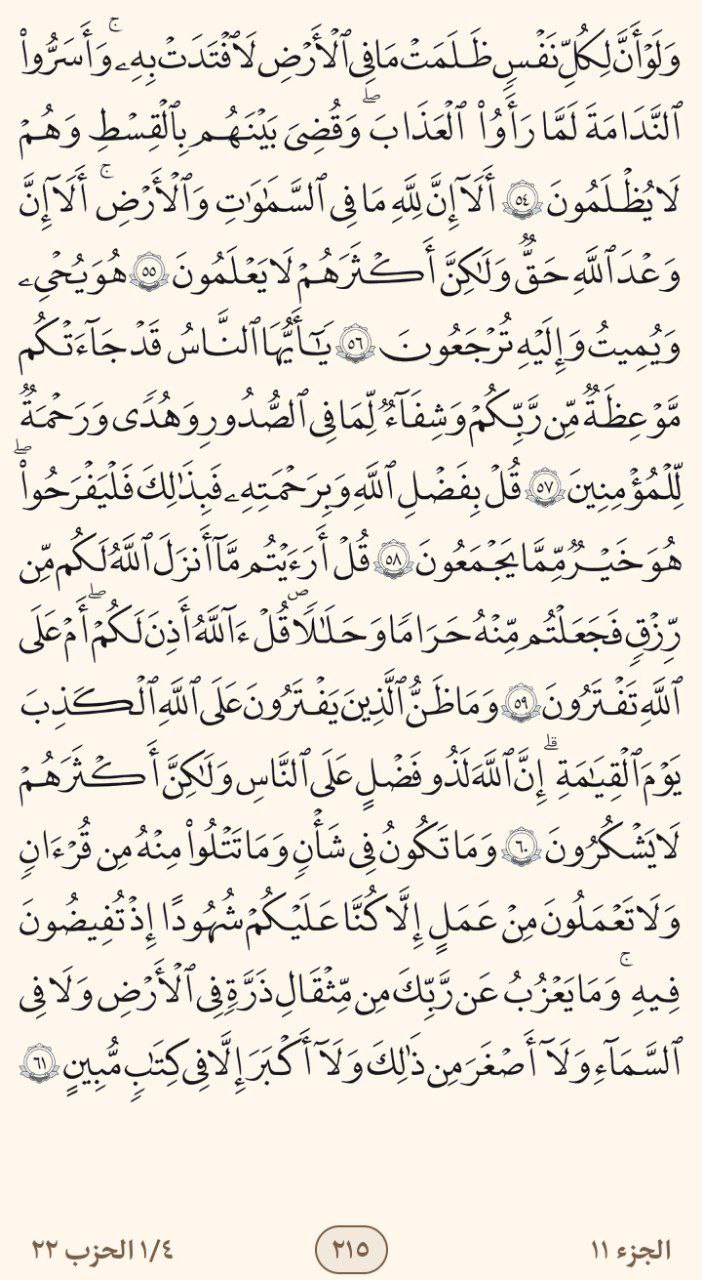 وَلَوۡ أَنَّ لِكُلِّ نَفۡسٖ ظَلَمَتۡ مَا فِي ٱلۡأَرۡضِ لَٱفۡتَدَتۡ بِهِۦۗ وَأَسَرُّواْ
ٱلنَّدَامَةَ لَمَّا رَأَوُاْ ٱلۡعَذَابَۖ وَقُضِيَ بَيۡنَهُم بِٱلۡقِسۡطِ وَهُمۡ
لَا يُظۡلَمُونَ ٥٤ أَلَآ إِنَّ لِلَّهِ مَا فِي ٱلسَّمَٰوَٰتِ وَٱلۡأَرۡضِۚ أَلَآ إِنَّ
وَعۡدَ ٱللَّهِ حَقّٞ وَلَٰكِنَّ أَكۡثَرَهُمۡ لَا يَعۡلَمُونَ ٥٥ هُوَ يُحۡيِۦ
وَيُمِيتُ وَإِلَيۡهِ تُرۡجَعُونَ ٥٦ يَٰٓأَيُّهَا ٱلنَّاسُ قَدۡ جَآءَتۡكُم
مَّوۡعِظَةٞ مِّن رَّبِّكُمۡ وَشِفَآءٞ لِّمَا فِي ٱلصُّدُورِ وَهُدٗى وَرَحۡمَةٞ
لِّلۡمُؤۡمِنِينَ ٥٧ قُلۡ بِفَضۡلِ ٱللَّهِ وَبِرَحۡمَتِهِۦ فَبِذَٰلِكَ فَلۡيَفۡرَحُواْۖ
هُوَ خَيۡرٞ مِّمَّا يَجۡمَعُونَ ٥٨ قُلۡ أَرَءَيۡتُم مَّآ أَنزَلَ ٱللَّهُ لَكُم مِّن
رِّزۡقٖ فَجَعَلۡتُم مِّنۡهُ حَرَامٗا وَحَلَٰلٗا قُلۡ ءَآللَّهُ أَذِنَ لَكُمۡۖ أَمۡ عَلَى
ٱللَّهِ تَفۡتَرُونَ ٥٩ وَمَا ظَنُّ ٱلَّذِينَ يَفۡتَرُونَ عَلَى ٱللَّهِ ٱلۡكَذِبَ
يَوۡمَ ٱلۡقِيَٰمَةِۗ إِنَّ ٱللَّهَ لَذُو فَضۡلٍ عَلَى ٱلنَّاسِ وَلَٰكِنَّ أَكۡثَرَهُمۡ
لَا يَشۡكُرُونَ ٦٠ وَمَا تَكُونُ فِي شَأۡنٖ وَمَا تَتۡلُواْ مِنۡهُ مِن قُرۡءَانٖ
وَلَا تَعۡمَلُونَ مِنۡ عَمَلٍ إِلَّا كُنَّا عَلَيۡكُمۡ شُهُودًا إِذۡ تُفِيضُونَ
فِيهِۚ وَمَا يَعۡزُبُ عَن رَّبِّكَ مِن مِّثۡقَالِ ذَرَّةٖ فِي ٱلۡأَرۡضِ وَلَا فِي
ٱلسَّمَآءِ وَلَآ أَصۡغَرَ مِن ذَٰلِكَ وَلَآ أَكۡبَرَ إِلَّا فِي كِتَٰبٖ مُّبِينٍ ٦١
الجزء ١١
٢١٥
١/٤ الحزب ٢٢